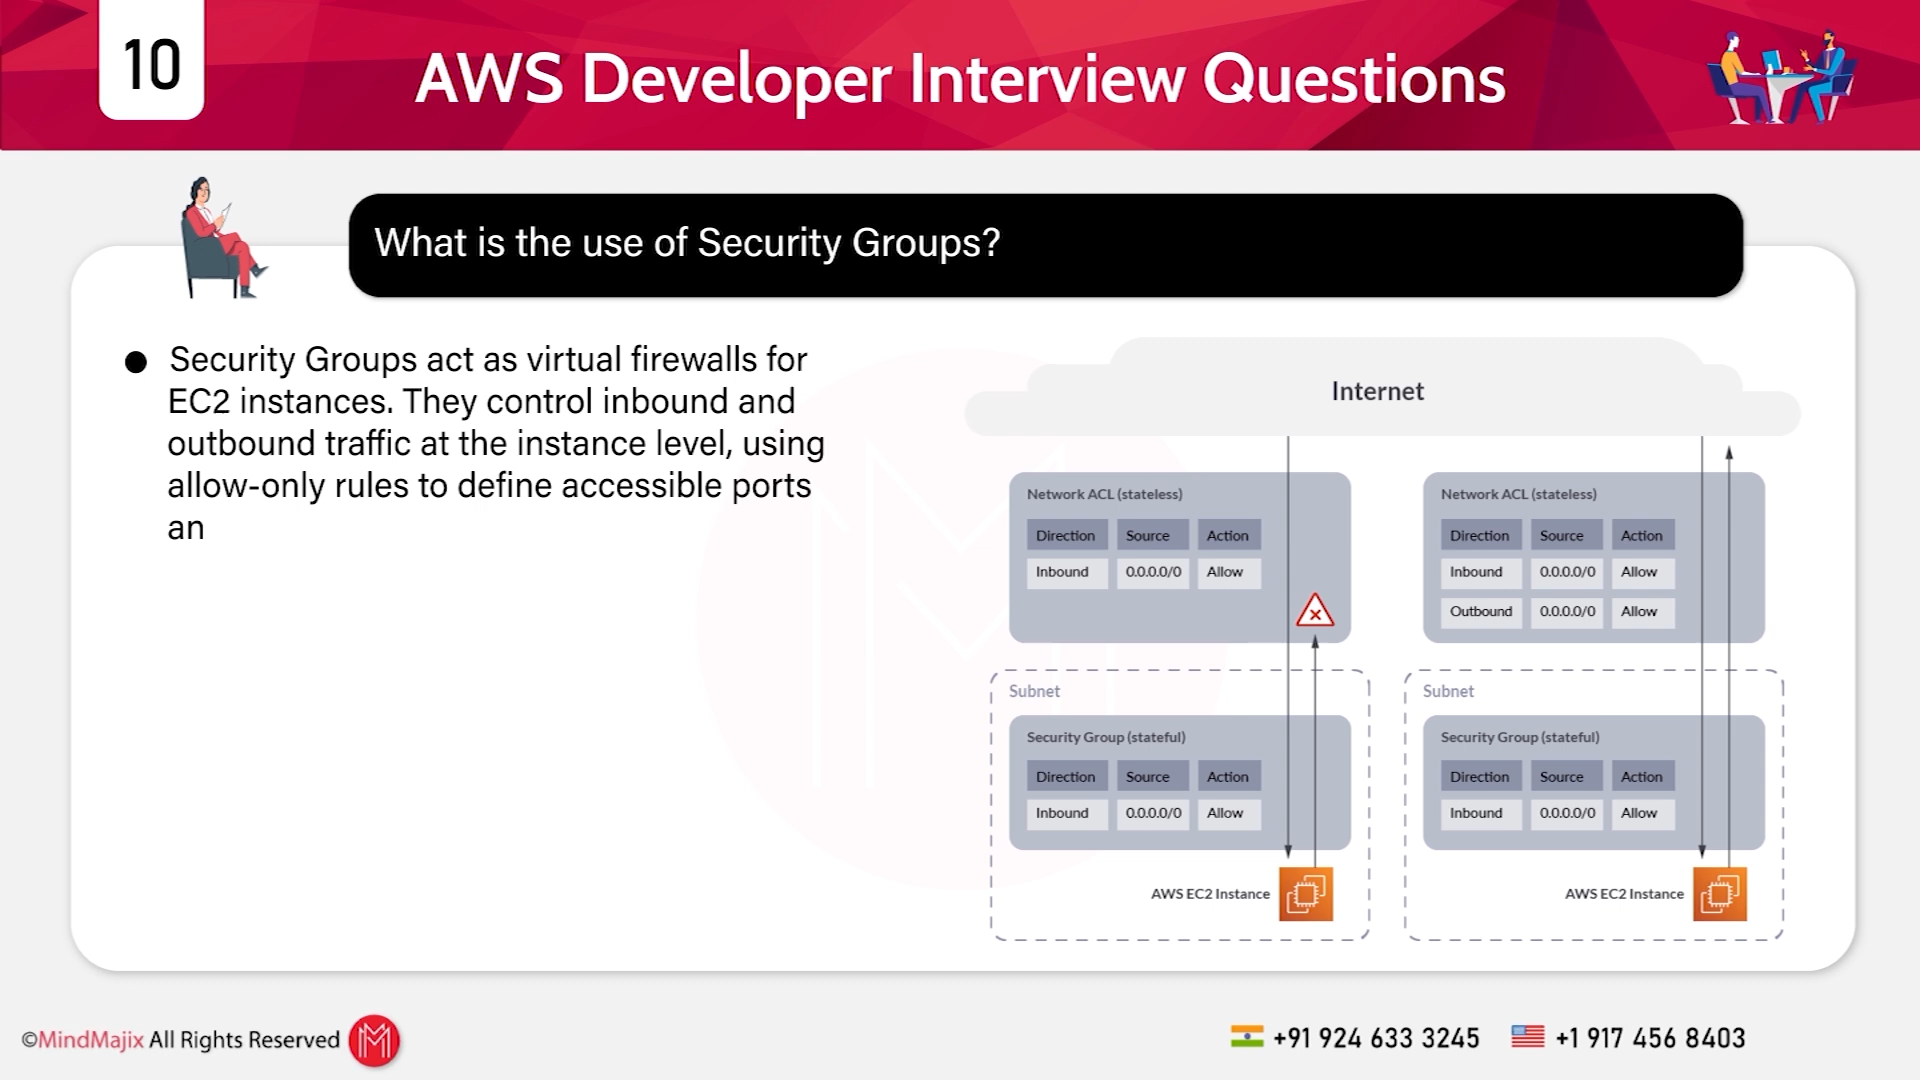 10
AWS Developer Interview Questions
What is the use of Security Groups?
● Security Groups act as virtual firewalls for
EC2 instances. They control inbound and
outbound traffic at the instance level, using
allow-only rules to define accessible ports
an
Internet
Network ACL (stateless)
Direction Source Action
Inbound 0.0.0.0/0 Allow
Network ACL (stateless)
Direction Source Action
Inbound 0.0.0.0/0 Allow
Outbound 0.0.0.0/0 Allow
Subnet
Security Group (stateful)
Direction Source Action
Inbound 0.0.0.0/0 Allow
AWS EC2 Instance
Subnet
Security Group (stateful)
Direction Source Action
Inbound 0.0.0.0/0 Allow
AWS EC2 Instance
©MindMajix All Rights Reserved
+91 924 633 3245
+1 917 456 8403